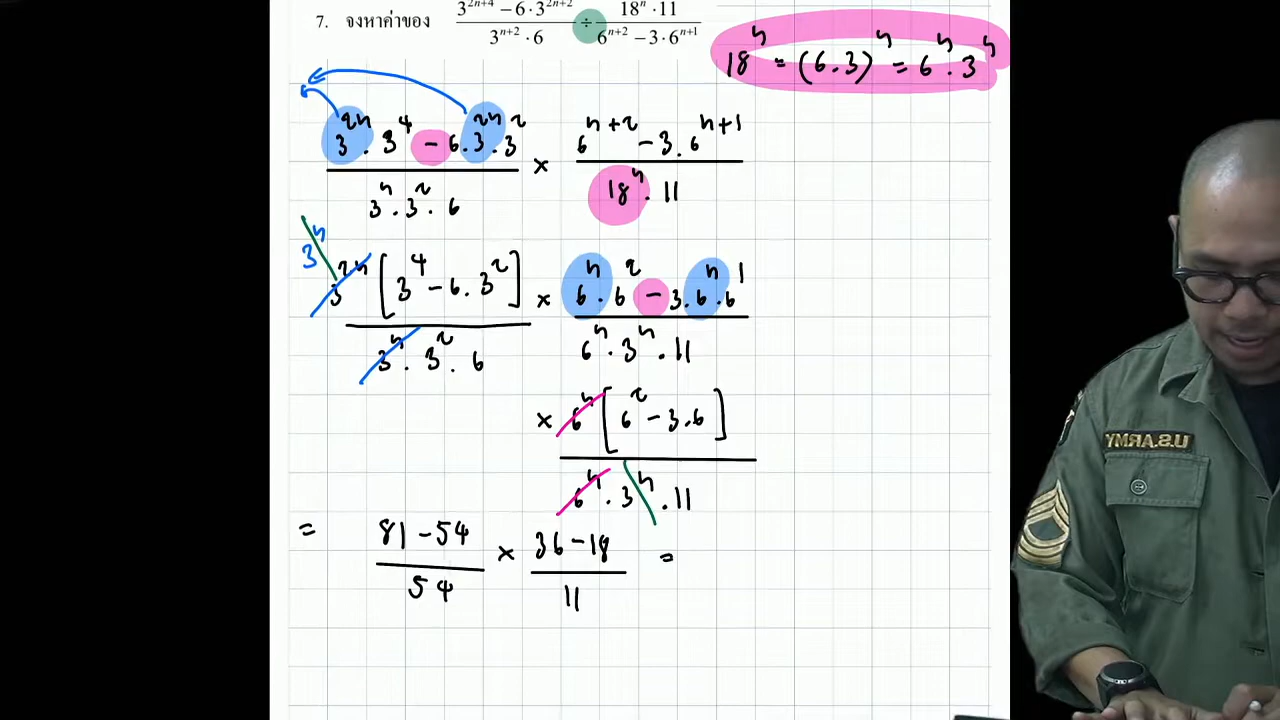 7. จงหาค่าของ (3^{2n+4} − 6·3^{2n+2}) / (3^{n+2}·6) ÷ (18^n·11) / (6^{n+2} − 3·6^{n+1})
18^n = (6.3)^n = 6^n . 3^n
(3^{2n} . 3^4 − 6.3^{2n}.3^2) / (3^n . 3^2 . 6) × (6^{n+2} − 3.6^{n+1}) / (18^n . 11)
3^n
3^{2n} [3^4 − 6.3^2] / (3^n . 3^2 . 6) × (6^n . 6^2 − 3.6^n.6^1) / (6^n . 3^n . 11)
× 6^n [6^2 − 3.6] / (6^n . 3^n . 11)
= (81 − 54) / 54 × (36 − 18) / 11 =
U.S.ARMY